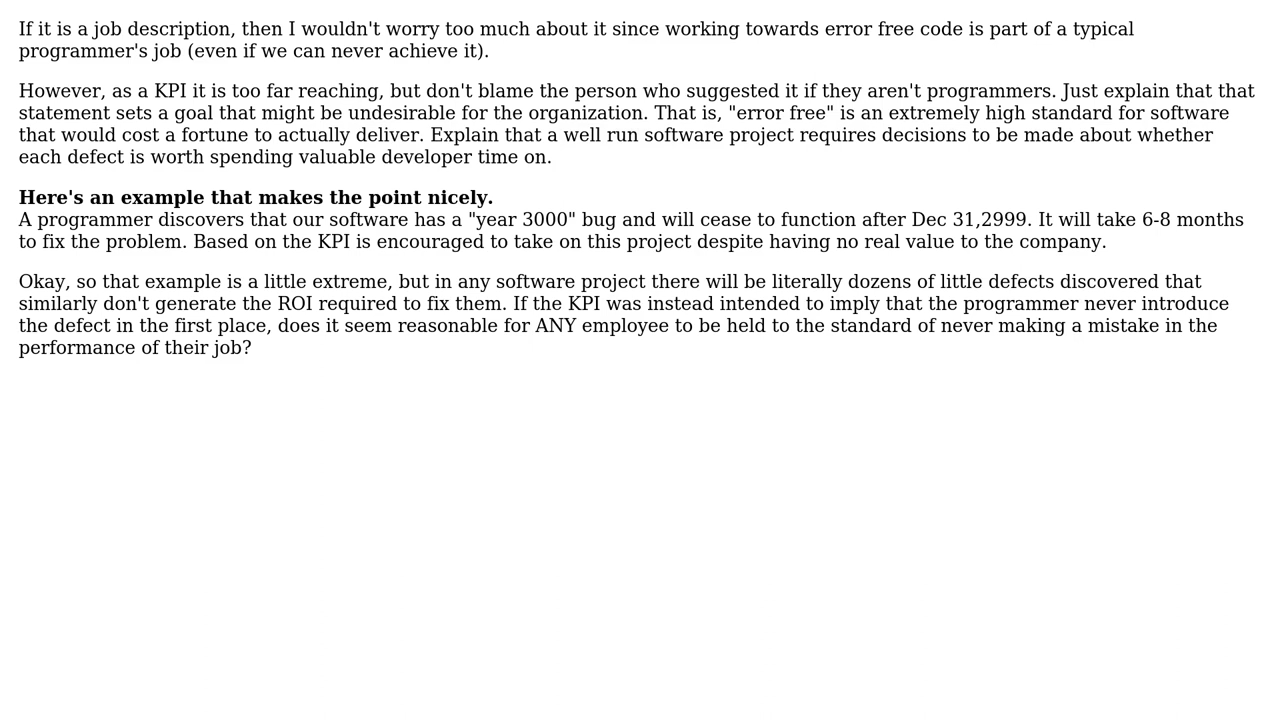 If it is a job description, then I wouldn't worry too much about it since working towards error free code is part of a typical
programmer's job (even if we can never achieve it).
However, as a KPI it is too far reaching, but don't blame the person who suggested it if they aren't programmers. Just explain that that
statement sets a goal that might be undesirable for the organization. That is, "error free" is an extremely high standard for software
that would cost a fortune to actually deliver. Explain that a well run software project requires decisions to be made about whether
each defect is worth spending valuable developer time on.
Here's an example that makes the point nicely.
A programmer discovers that our software has a "year 3000" bug and will cease to function after Dec 31,2999. It will take 6-8 months
to fix the problem. Based on the KPI is encouraged to take on this project despite having no real value to the company.
Okay, so that example is a little extreme, but in any software project there will be literally dozens of little defects discovered that
similarly don't generate the ROI required to fix them. If the KPI was instead intended to imply that the programmer never introduce
the defect in the first place, does it seem reasonable for ANY employee to be held to the standard of never making a mistake in the
performance of their job?